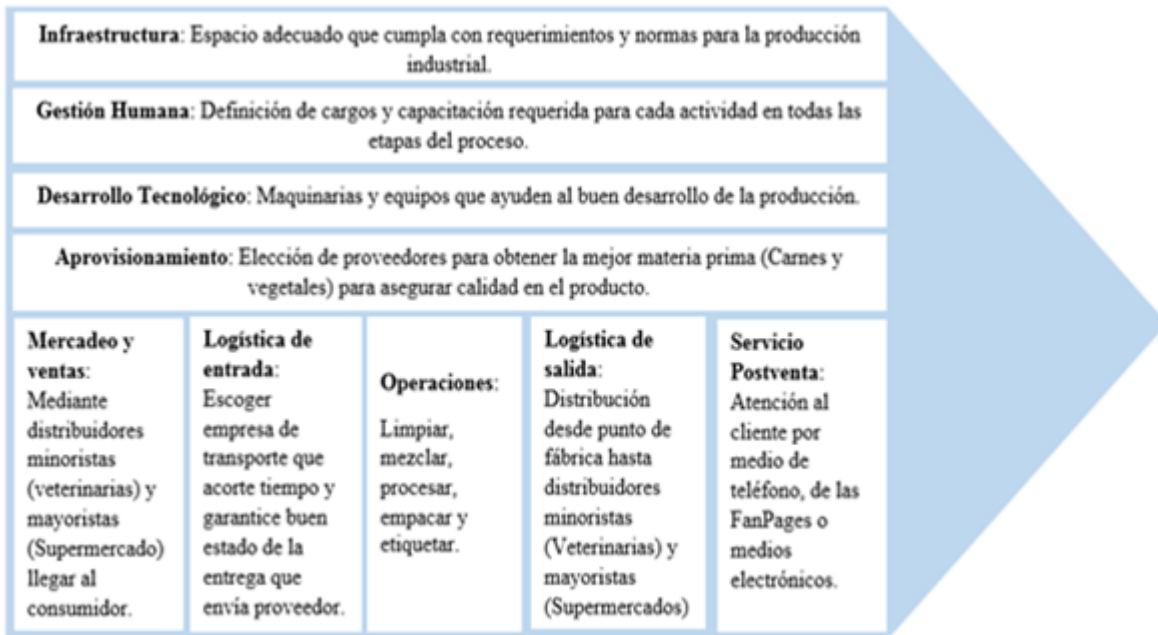 Infraestructura: Espacio adecuado que cumpla con requerimientos y normas para la producción
industrial.
Gestión Humana: Definición de cargos y capacitación requerida para cada actividad en todas las
etapas del proceso.
Desarrollo Tecnológico: Maquinarias y equipos que ayuden al buen desarrollo de la producción.
Aprovisionamiento: Elección de proveedores para obtener la mejor materia prima (Carnes y
vegetales) para asegurar calidad en el producto.
Mercadeo y
ventas:
Mediante
distribuidores
minoristas
(veterinarias) y
mayoristas
(Supermercado)
llegar al
consumidor.
Logística de
entrada:
Escoger
empresa de
transporte que
acorte tiempo y
garantice buen
estado de la
entrega que
envía proveedor.
Operaciones:
Limpiar,
mezclar,
procesar,
empacar y
etiquetar.
Logística de
salida:
Distribución
desde punto de
fábrica hasta
distribuidores
minoristas
(Veterinarias) y
mayoristas
(Supermercados)
Servicio
Postventa:
Atención al
cliente por
medio de
teléfono, de las
FanPages o
medios
electrónicos.